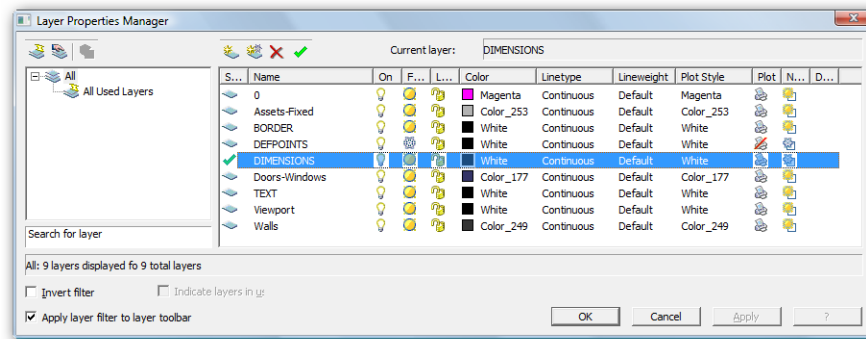 Layer Properties Manager
Current layer: DIMENSIONS
All
All Used Layers
S... Name On F... L... Color Linetype Lineweight Plot Style Plot N... D...
0 Magenta Continuous Default Magenta
Assets-Fixed Color_253 Continuous Default Color_253
BORDER White Continuous Default White
DEFPOINTS White Continuous Default White
DIMENSIONS White Continuous Default White
Doors-Windows Color_177 Continuous Default Color_177
TEXT White Continuous Default White
Viewport White Continuous Default White
Walls Color_249 Continuous Default Color_249
Search for layer
All: 9 layers displayed fo 9 total layers
Invert filter Indicate layers in us
Apply layer filter to layer toolbar
OK Cancel Apply ?